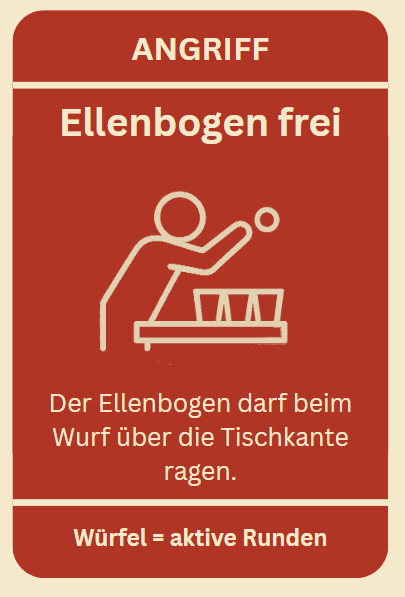 ANGRIFF
Ellenbogen frei
Der Ellenbogen darf beim
Wurf über die Tischkante
ragen.
Würfel = aktive Runden